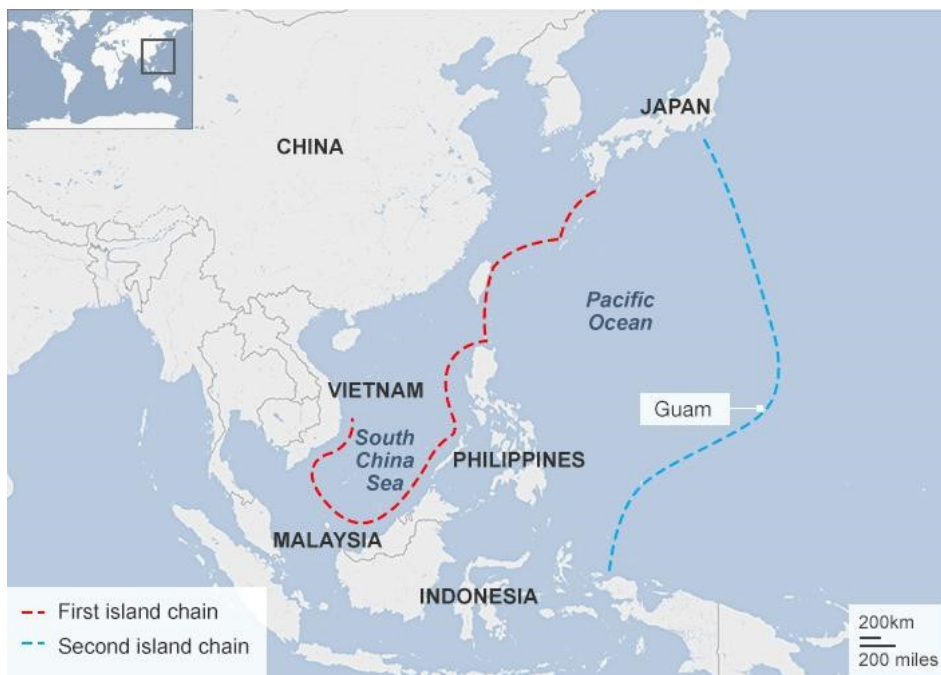 JAPAN
CHINA
Pacific
Ocean
VIETNAM
Guam
South
China
Sea
PHILIPPINES
MALAYSIA
INDONESIA
First island chain
Second island chain
200km
200 miles